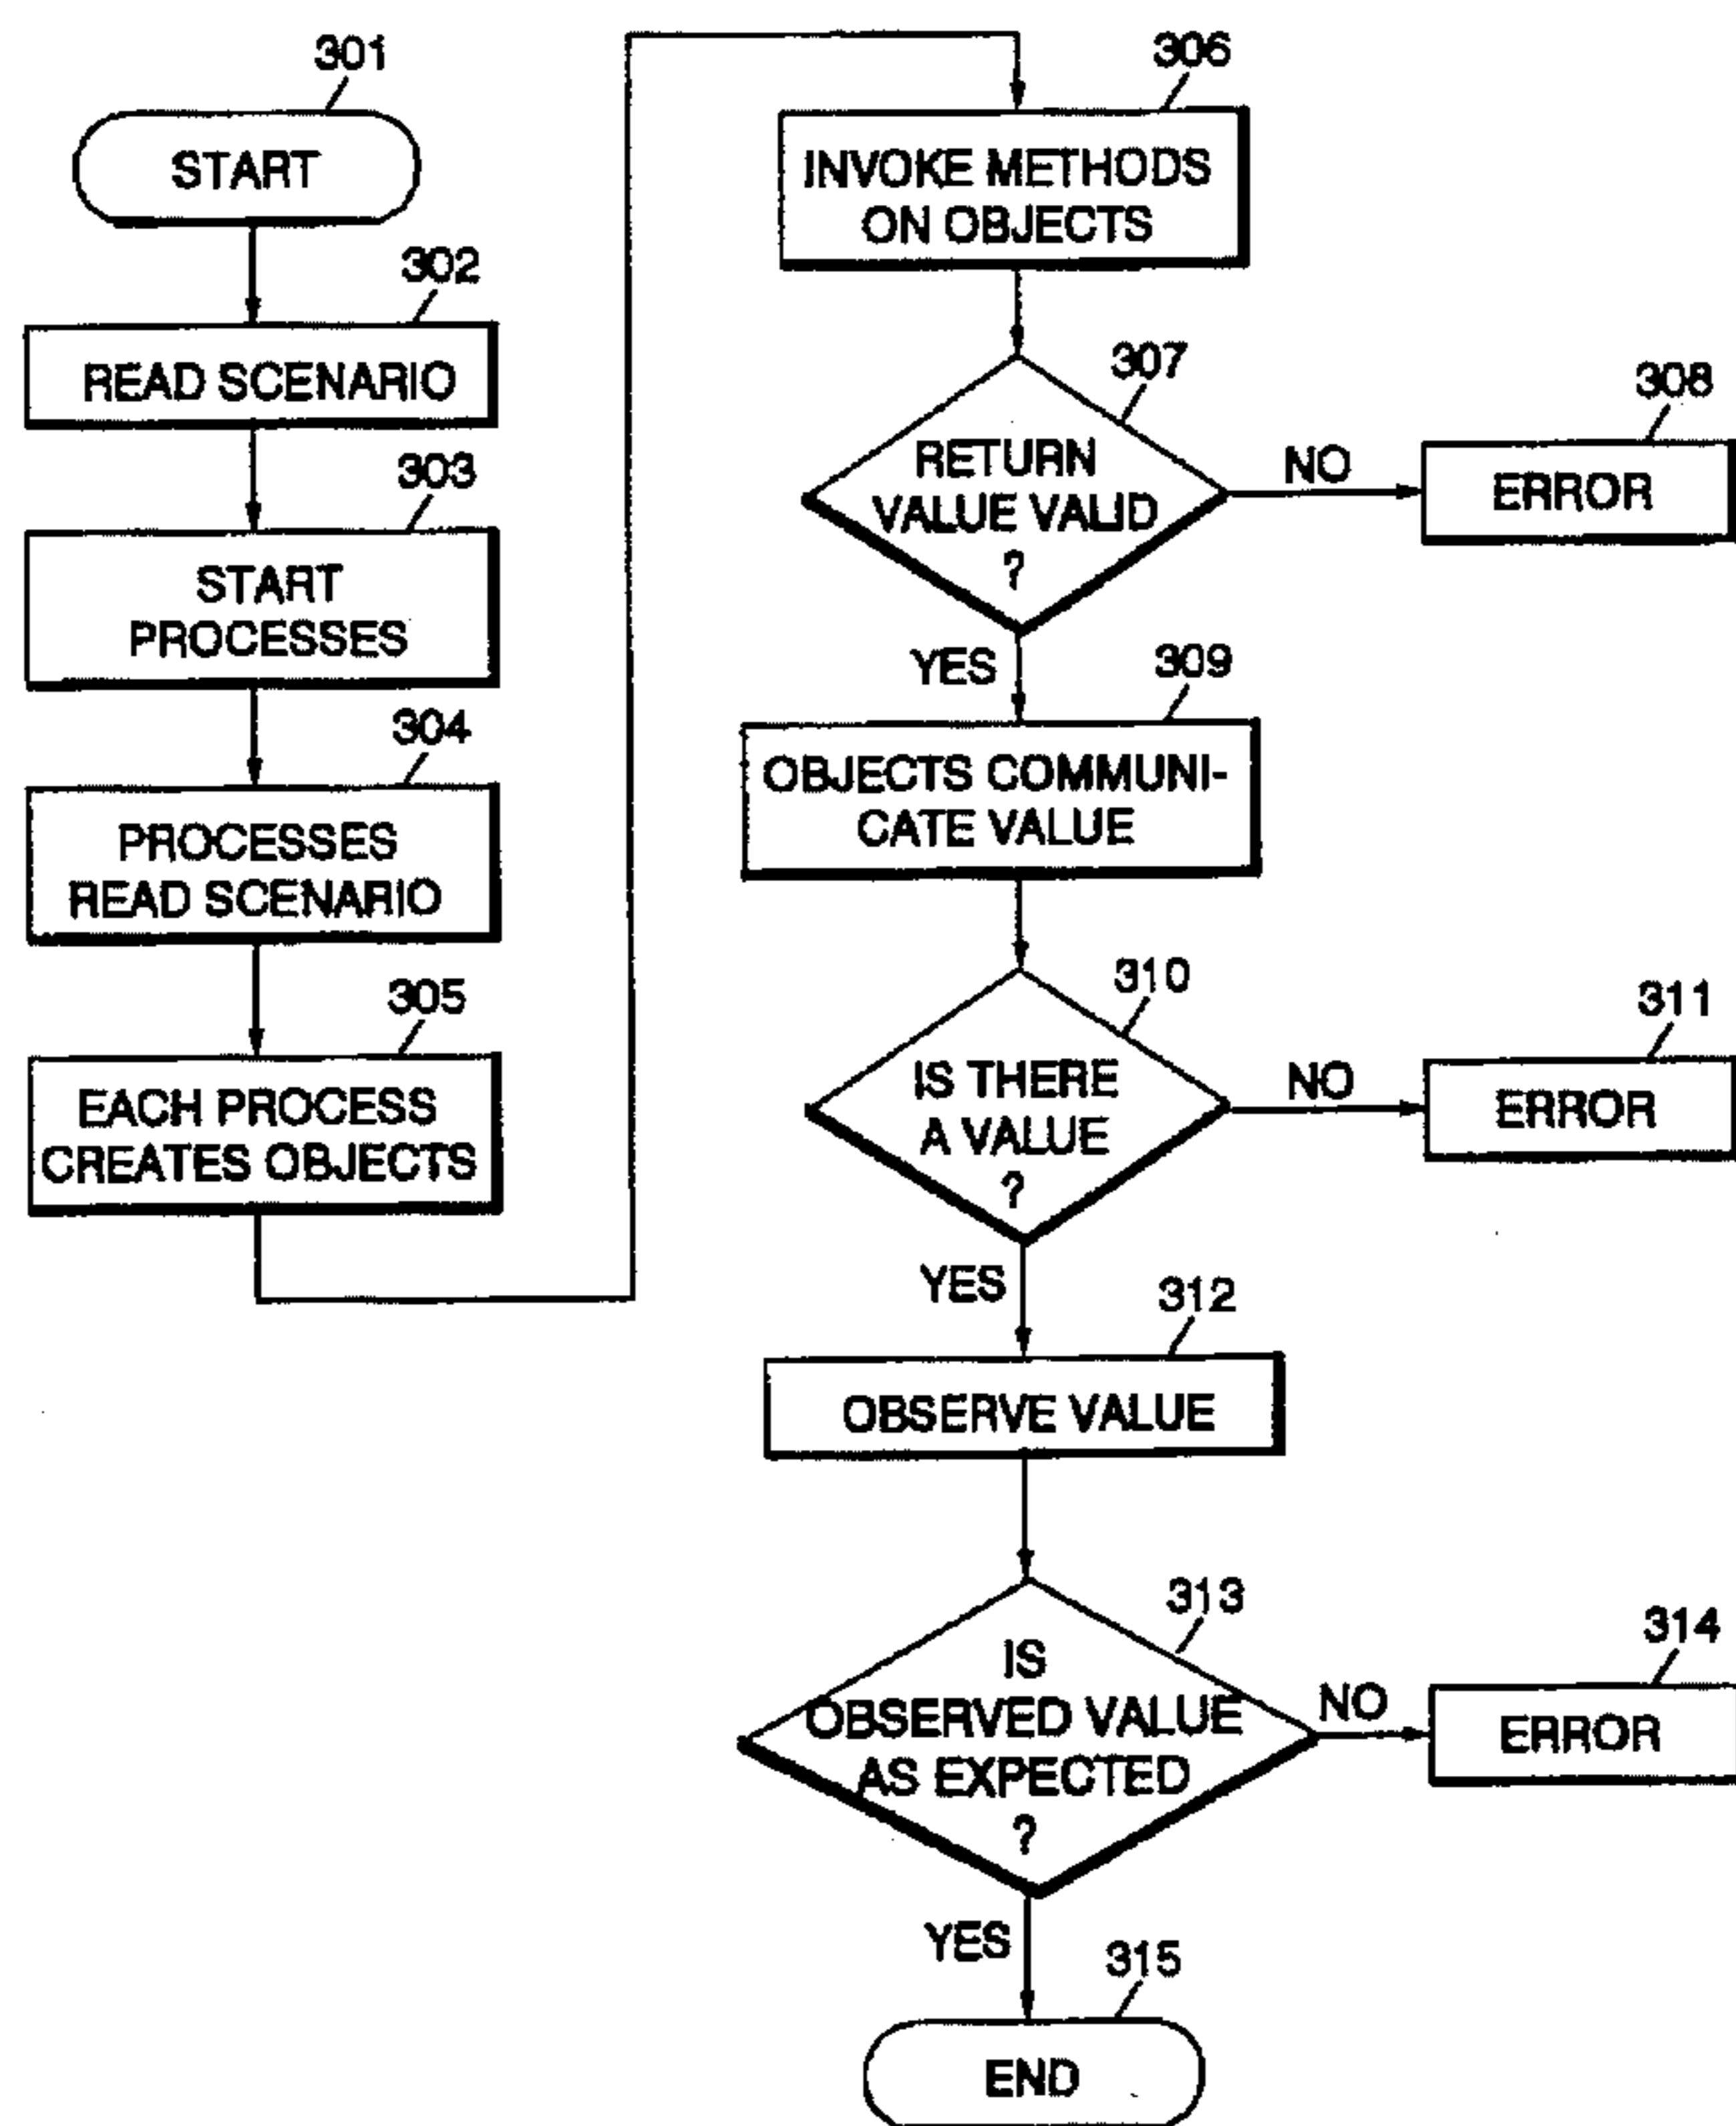 301
START
302
READ SCENARIO
303
START
PROCESSES
304
PROCESSES
READ SCENARIO
305
EACH PROCESS
CREATES OBJECTS
306
INVOKE METHODS
ON OBJECTS
307
RETURN
VALUE VALID
?
NO
308
ERROR
YES
309
OBJECTS COMMUNI-
CATE VALUE
310
IS THERE
A VALUE
?
NO
311
ERROR
YES
312
OBSERVE VALUE
313
IS
OBSERVED VALUE
AS EXPECTED
?
NO
314
ERROR
YES
315
END